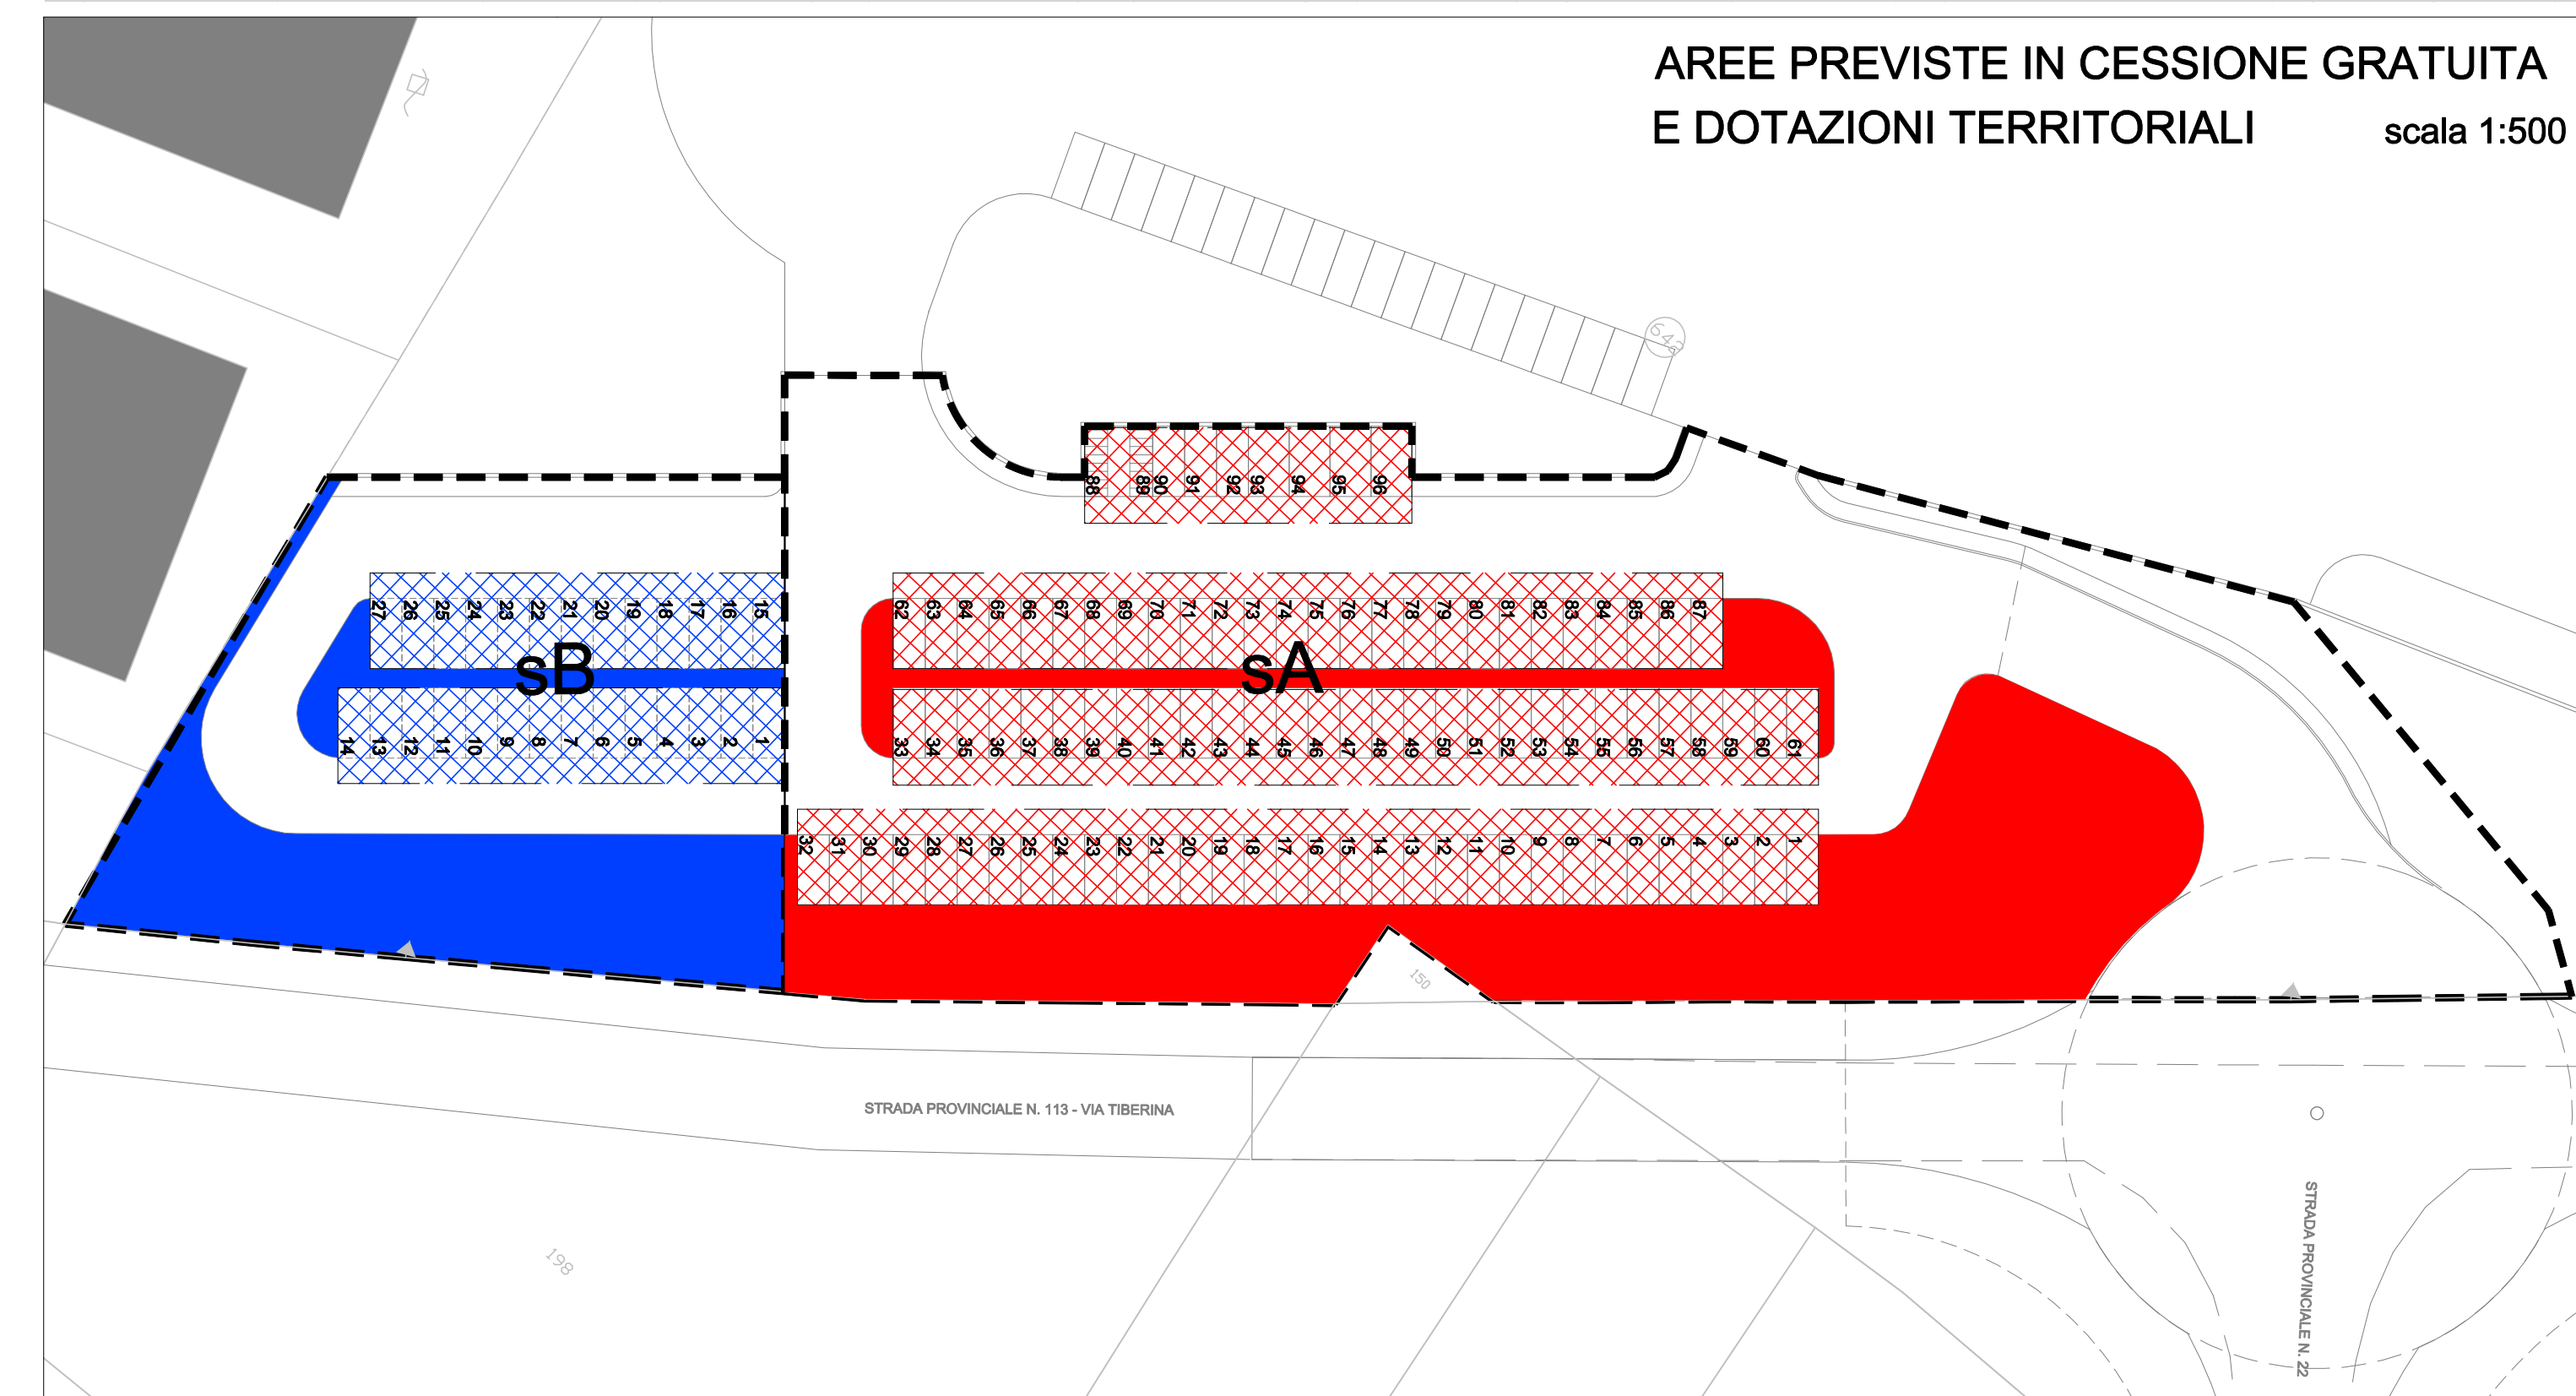 AREE PREVISTE IN CESSIONE GRATUITA
E DOTAZIONI TERRITORIALI scala 1:500
642
88 89 90 91 92 93 94 95 96
27 26 25 24 23 22 21 20 19 18 17 16 15
62 63 64 65 66 67 68 69 70 71 72 73 74 75 76 77 78 79 80 81 82 83 84 85 86 87
sB
sA
14 13 12 11 10 9 8 7 6 5 4 3 2 1
33 34 35 36 37 38 39 40 41 42 43 44 45 46 47 48 49 50 51 52 53 54 55 56 57 58 59 60 61
32 31 30 29 28 27 26 25 24 23 22 21 20 19 18 17 16 15 14 13 12 11 10 9 8 7 6 5 4 3 2 1
150
STRADA PROVINCIALE N. 113 - VIA TIBERINA
198
STRADA PROVINCIALE N. 22